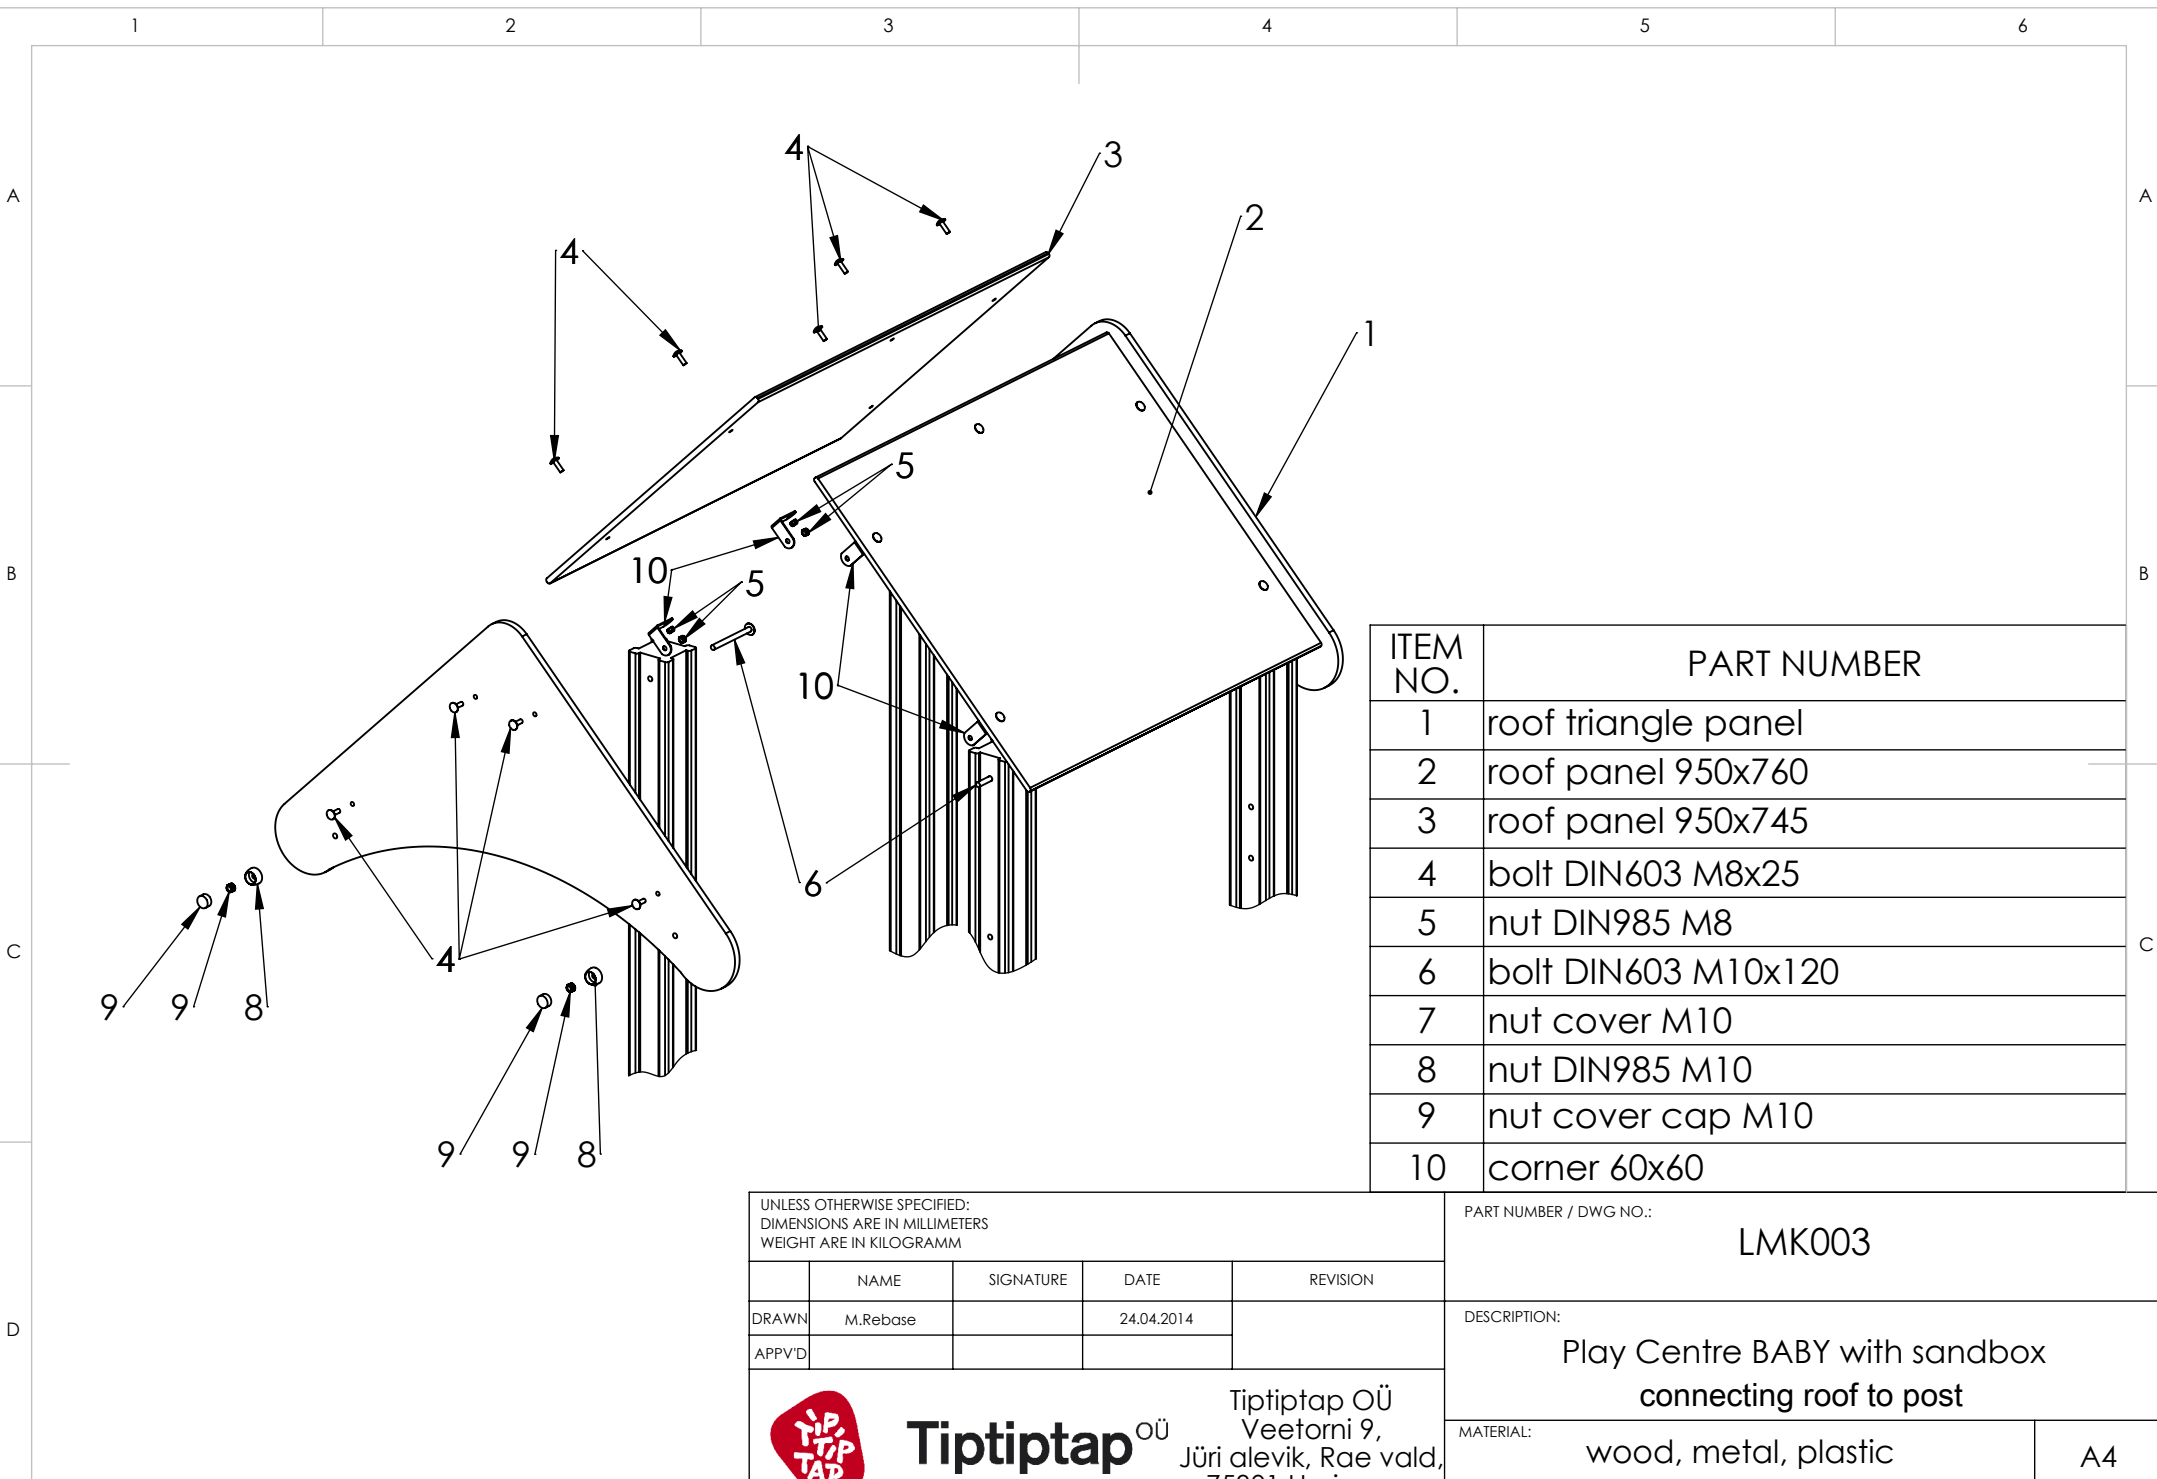 1 2 3 4 5 6
A A
B B
C C
D
4
3
2
4
1
5
10
5
10
6
4
9 9 8
9 9 8
ITEM NO. PART NUMBER
1 roof triangle panel
2 roof panel 950x760
3 roof panel 950x745
4 bolt DIN603 M8x25
5 nut DIN985 M8
6 bolt DIN603 M10x120
7 nut cover M10
8 nut DIN985 M10
9 nut cover cap M10
10 corner 60x60
UNLESS OTHERWISE SPECIFIED:
DIMENSIONS ARE IN MILLIMETERS
WEIGHT ARE IN KILOGRAMM
NAME SIGNATURE DATE REVISION
DRAWN M.Rebase 24.04.2014
APPV'D
PART NUMBER / DWG NO.:
LMK003
DESCRIPTION:
Play Centre BABY with sandbox
connecting roof to post
MATERIAL:
wood, metal, plastic
A4
TIP
TIP
TAP
Tiptiptap OÜ
Tiptiptap OÜ
Veetorni 9,
Jüri alevik, Rae vald,